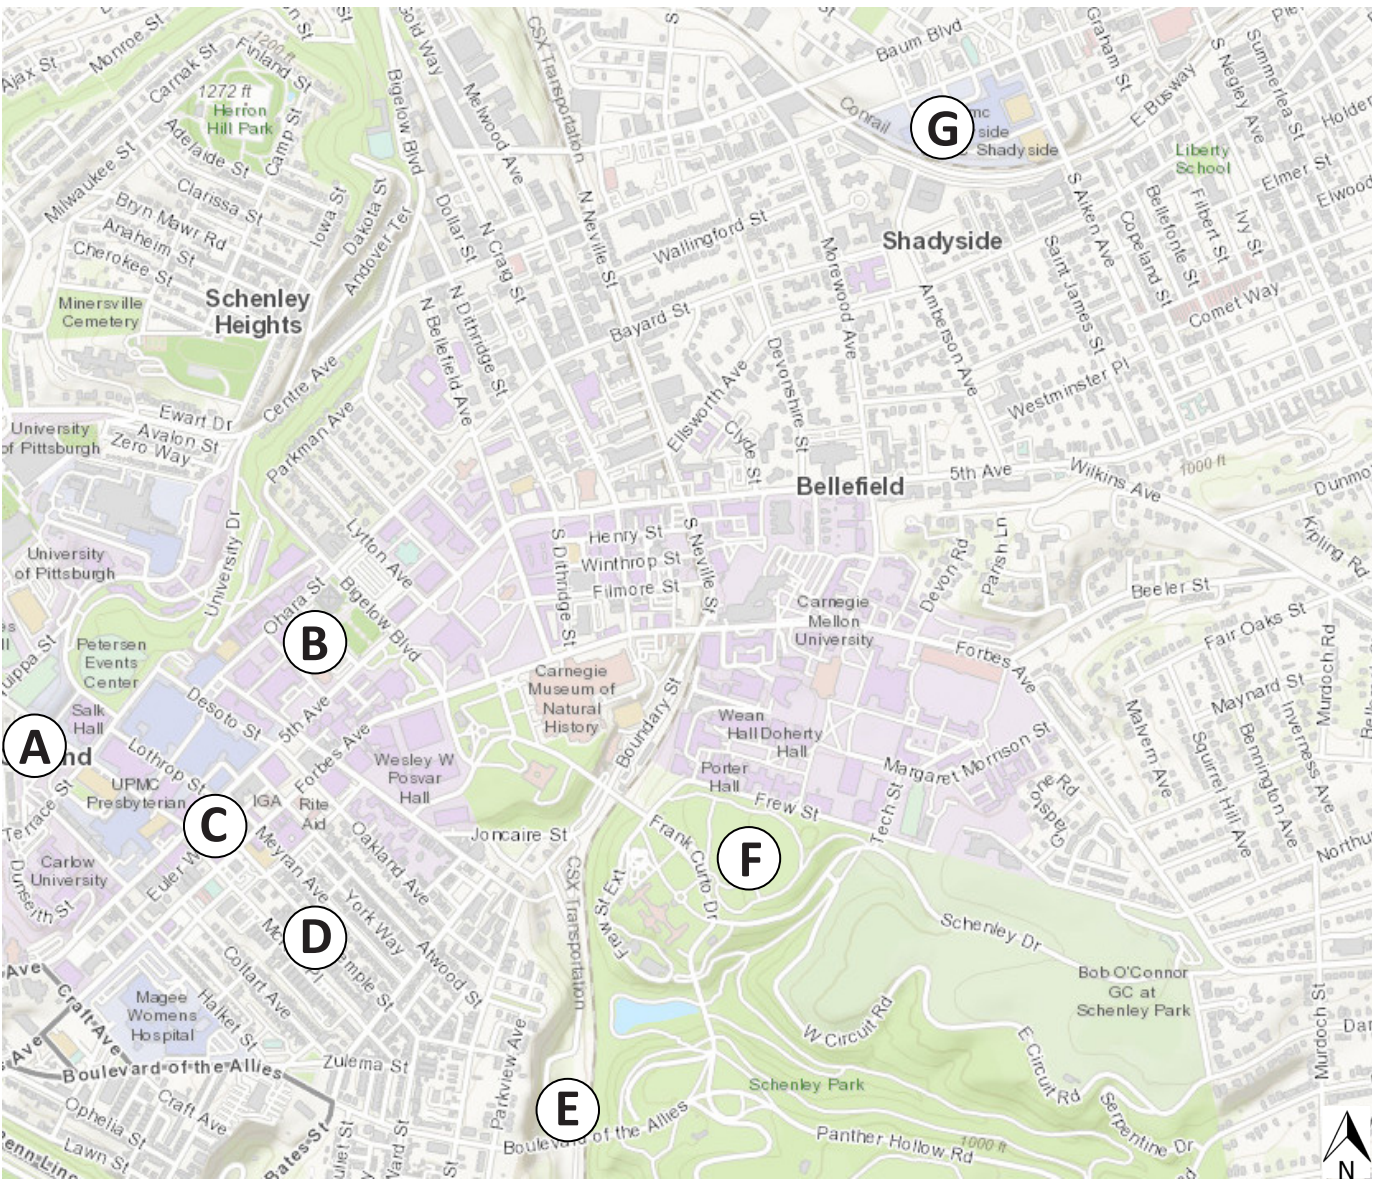 Ajax St
Monroe St
Carnak St
Finland St
1200 ft
1272 ft
Herron
Hill Park
Camp St
Adelaide St
Milwaukee St
Clarissa St
Bryn Mawr Rd
Anaheim St
Cherokee St
Iowa St
Dakota St
Andover Ter
Minersville
Cemetery
Schenley
Heights
Bigelow Blvd
Gold Way
Melwood Ave
CSX Transportation
Dollar St
N Craig St
N Neville St
N Dithridge St
N Bellefield Ave
Wallingford St
Bayard St
Ellsworth Ave
Clyde St
Devonshire St
Morewood Ave
Amberson Ave
Baum Blvd
Conrail
G
mc
side
Shadyside
Graham St
E Busway
S Negley Ave
Summerlea St
Holder
Liberty
School
Elmer St
Elwood
S Aiken Ave
Bellefonte St
Filbert St
Ivy St
Copeland St
Saint James St
Comet Way
Shadyside
Westminster Pl
Centre Ave
Ewart Dr
Avalon St
Zero Way
Parkman Ave
University
of Pittsburgh
University
of Pittsburgh
University Dr
Lytton Ave
Bellefield
5th Ave
Wilkins Ave
1000 ft
Dunmo
Kipling Rd
Henry St
Winthrop St
Filmore St
S Dithridge St
S Neville St
Devon Rd
Parish Ln
Beeler St
Fair Oaks St
Ohara St
Bigelow Blvd
B
Carnegie
Mellon
University
Forbes Ave
Murdoch Rd
Maynard St
Inverness Ave
Malvern Ave
Squirrel Hill Ave
Bennington Ave
Petersen
Events
Center
Salk
Hall
A
nd
Desoto St
5th Ave
Forbes Ave
Lothrop St
Carnegie
Museum of
Natural
History
Boundary St
Wean
Hall
Doherty
Hall
Porter
Hall
Margaret Morrison St
Frew St
Tech St
Wesley W
Posvar
Hall
UPMC
Presbyterian
Terrace St
C
IGA
Rite
Aid
Joncaire St
Carlow
University
Euler W
Meyran Ave
Oakland Ave
Frank Curto Dr
F
Frew St Ext
CSX Transportation
Northu
D
York Way
Atwood St
Coltart Ave
Halket St
Schenley Dr
Bob O'Connor
GC at
Schenley Park
Magee
Womens
Hospital
Craft Ave
W Circuit Rd
E Circuit Rd
Serpentine Dr
Murdoch St
Boulevard of the Allies
Zulema St
Parkview Ave
E
Schenley Park
Boulevard of the Allies
Panther Hollow Rd
1000 ft
Ophelia St
Craft Ave
Lawn St
Bates St
N